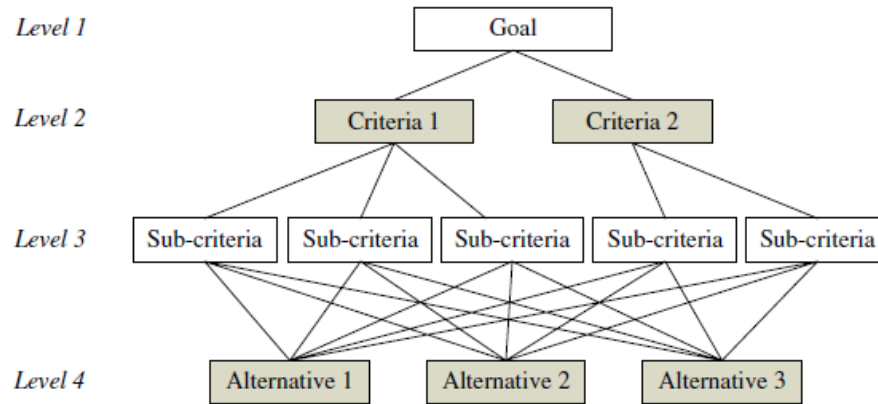 Level 1 Goal
Level 2 Criteria 1 Criteria 2
Level 3 Sub-criteria Sub-criteria Sub-criteria Sub-criteria Sub-criteria
Level 4 Alternative 1 Alternative 2 Alternative 3